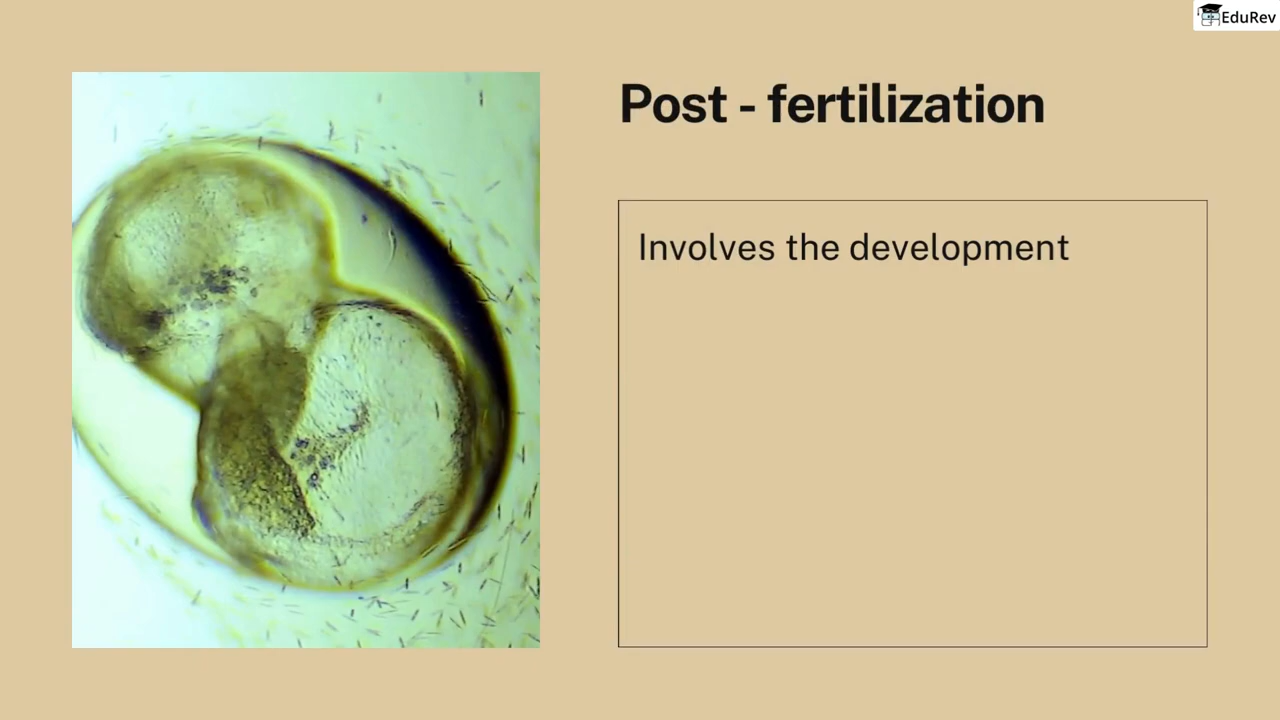 EduRev
Post - fertilization
Involves the development